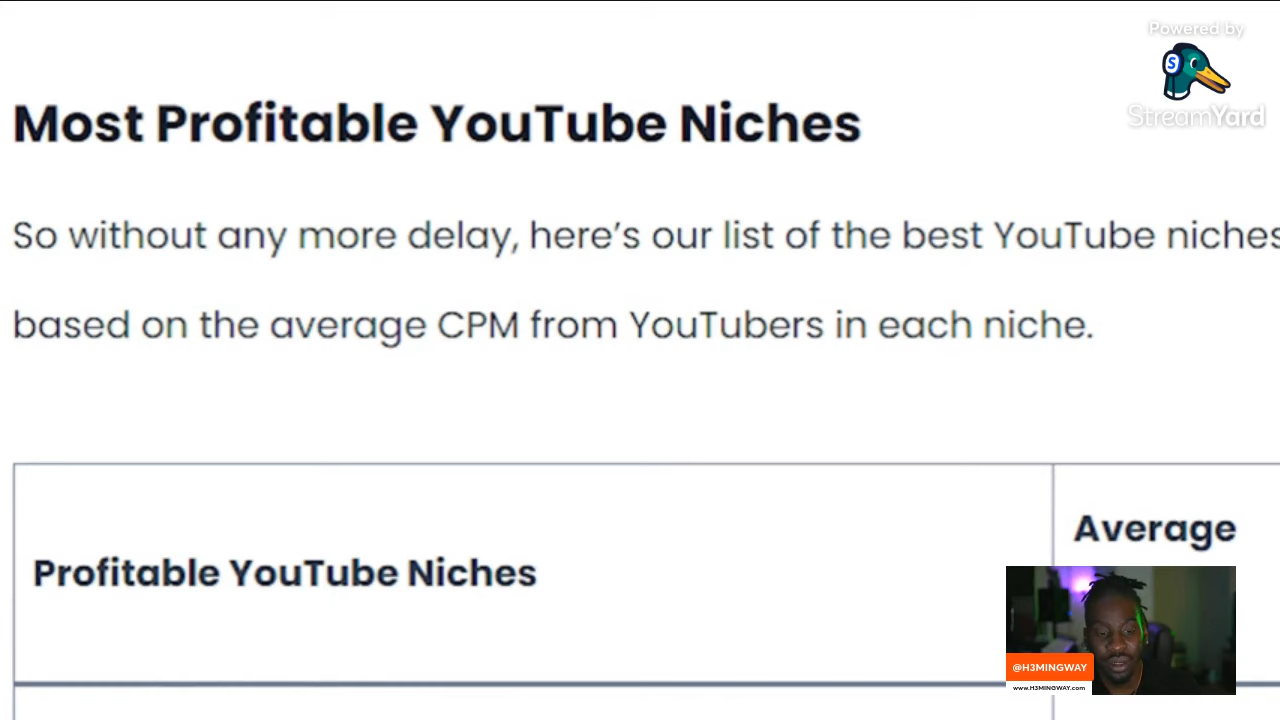 Powered by
S
StreamYard
Most Profitable YouTube Niches
So without any more delay, here’s our list of the best YouTube niches
based on the average CPM from YouTubers in each niche.
Profitable YouTube Niches
Average
@H3MINGWAY
www.H3MINGWAY.com